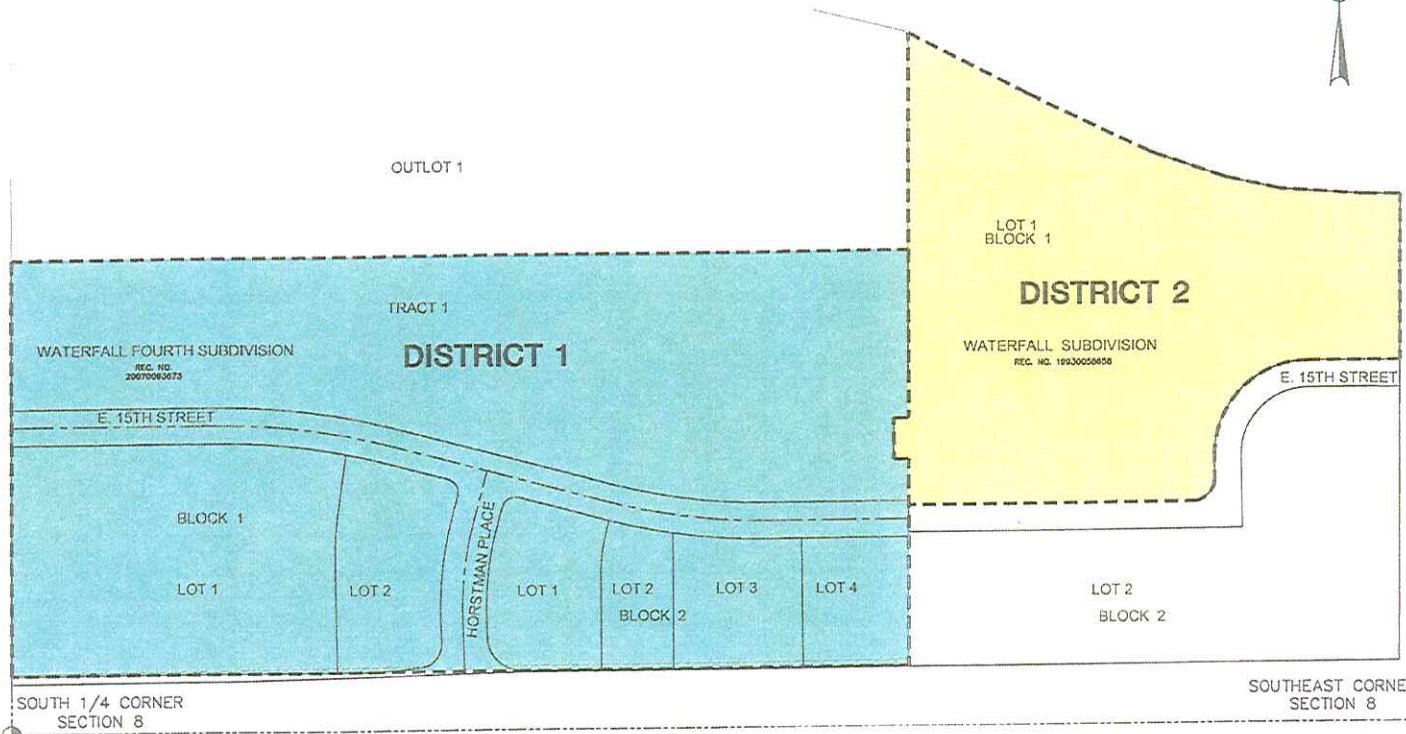 OUTLOT 1
LOT 1
BLOCK 1
DISTRICT 2
WATERFALL SUBDIVISION
REC. NO. 19930058658
E. 15TH STREET
TRACT 1
WATERFALL FOURTH SUBDIVISION
REC. NO.
20070093673
DISTRICT 1
E. 15TH STREET
BLOCK 1
LOT 1
LOT 2
HORSTMAN PLACE
LOT 1
LOT 2
BLOCK 2
LOT 3
LOT 4
LOT 2
BLOCK 2
SOUTH 1/4 CORNER
SECTION 8
SOUTHEAST CORNE
SECTION 8